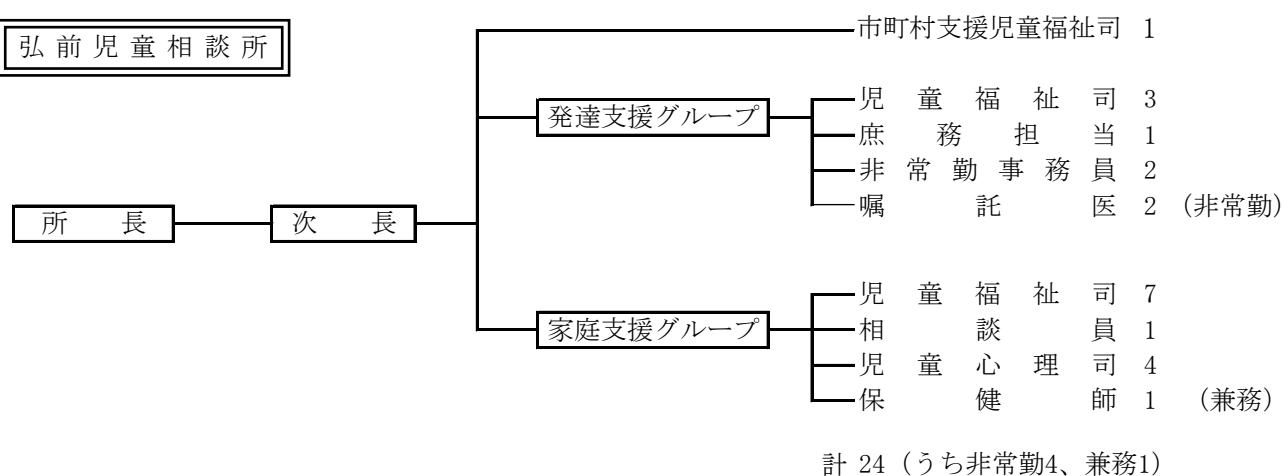 弘前児童相談所
市町村支援児童福祉司 1
発達支援グループ
児童福祉司 3
庶務担当 1
非常勤事務員 2
嘱託医 2 (非常勤)
所長
次長
家庭支援グループ
児童福祉司 7
相談員 1
児童心理司 4
保健師 1 (兼務)
計 24 (うち非常勤4、兼務1)